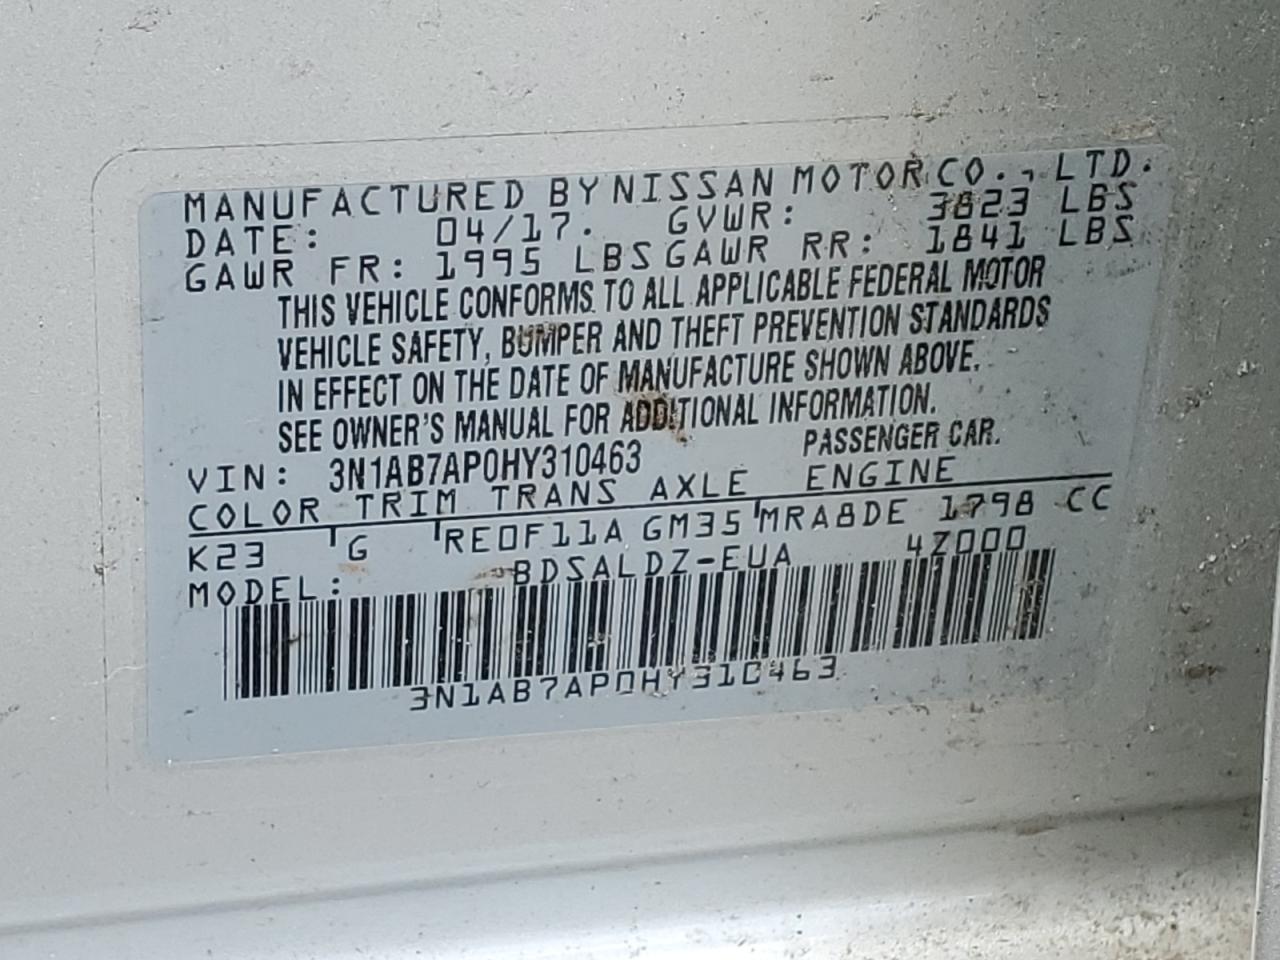 MANUFACTURED BY NISSAN MOTOR CO., LTD.
DATE: 04/17. GVWR: 3823 LBS
GAWR FR: 1995 LBS GAWR RR: 1841 LBS
THIS VEHICLE CONFORMS TO ALL APPLICABLE FEDERAL MOTOR
VEHICLE SAFETY, BUMPER AND THEFT PREVENTION STANDARDS
IN EFFECT ON THE DATE OF MANUFACTURE SHOWN ABOVE.
SEE OWNER'S MANUAL FOR ADDITIONAL INFORMATION.
VIN: 3N1AB7AP0HY310463 PASSENGER CAR.
COLOR TRIM TRANS AXLE ENGINE
K23 G RE0F11A GM35 MRA8DE 1798 CC
MODEL: BDSALDZ-EUA 4Z000
3N1AB7AP0HY310463